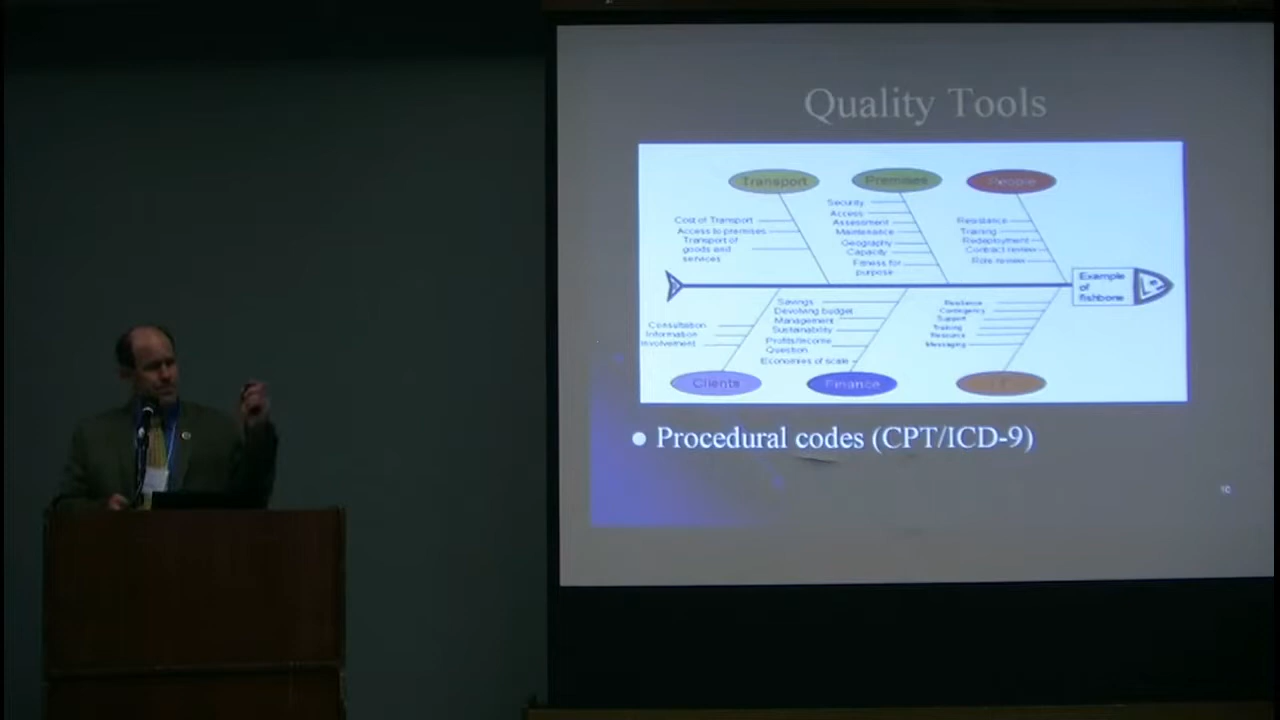 Quality Tools
Transport
Premises
People
Cost of Transport
Access to premises
Transport of
goods and
services
Security
Access
Assessment
Maintenance
Geography
Capacity
Fitness for
purpose
Resistance
Training
Redeployment
Contract review
Role review
Example
of
fishbone
Consultation
Information
Involvement
Savings
Devolving budget
Management
Sustainability
Profits/Income
Question
Economies of scale
Resilience
Contingency
Support
Training
Resource
Messaging
Clients
Finance
● Procedural codes (CPT/ICD-9)
10